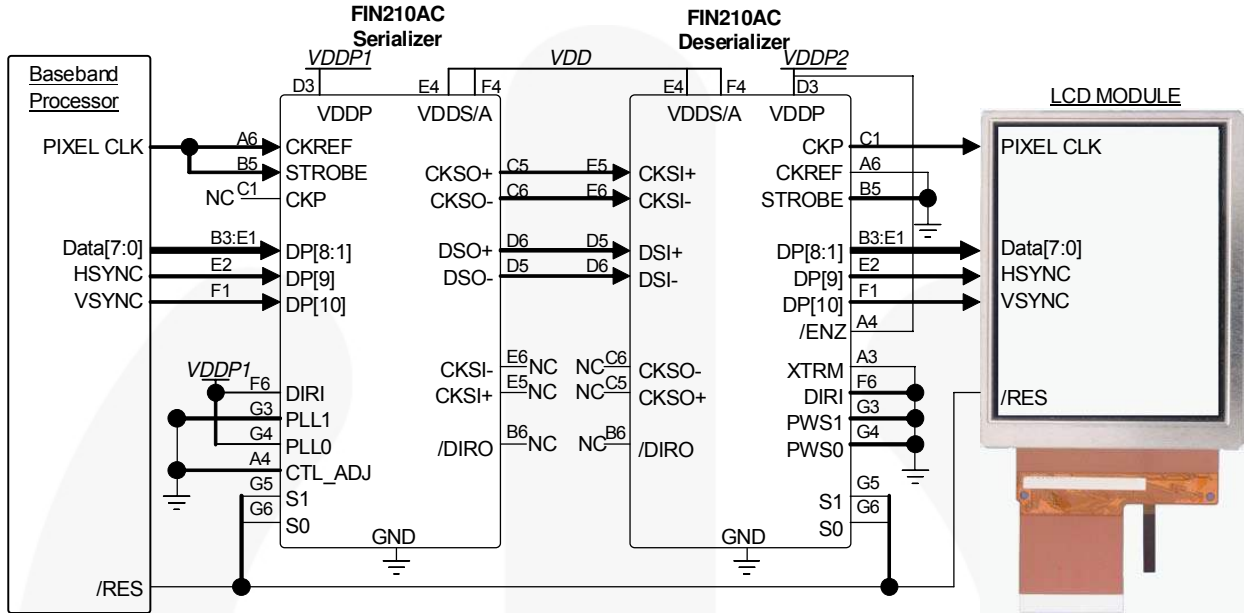 FIN210AC
Serializer
FIN210AC
Deserializer
VDDP1
VDD
VDDP2
Baseband
Processor
D3
E4
F4
E4
F4
D3
LCD MODULE
VDDP
VDDS/A
VDDS/A
VDDP
PIXEL CLK
A6
CKREF
B5
STROBE
NC
C1
CKP
CKSO+
C5
E5
CKSI+
CKSO-
C6
E6
CKSI-
CKP
C1
PIXEL CLK
CKREF
A6
STROBE
B5
Data[7:0]
B3:E1
DP[8:1]
DSO+
D6
D5
DSI+
DP[8:1]
B3:E1
Data[7:0]
HSYNC
E2
DP[9]
DSO-
D5
D6
DSI-
DP[9]
E2
HSYNC
VSYNC
F1
DP[10]
DP[10]
F1
VSYNC
/ENZ
A4
VDDP1
CKSI-
E6
NC
NC
C6
CKSO-
XTRM
A3
F6
DIRI
CKSI+
E5
NC
NC
C5
CKSO+
DIRI
F6
/RES
G3
PLL1
PWS1
G3
G4
PLL0
/DIRO
B6
NC
NC
B6
/DIRO
PWS0
G4
A4
CTL_ADJ
G5
S1
S1
G5
G6
S0
S0
G6
GND
GND
/RES